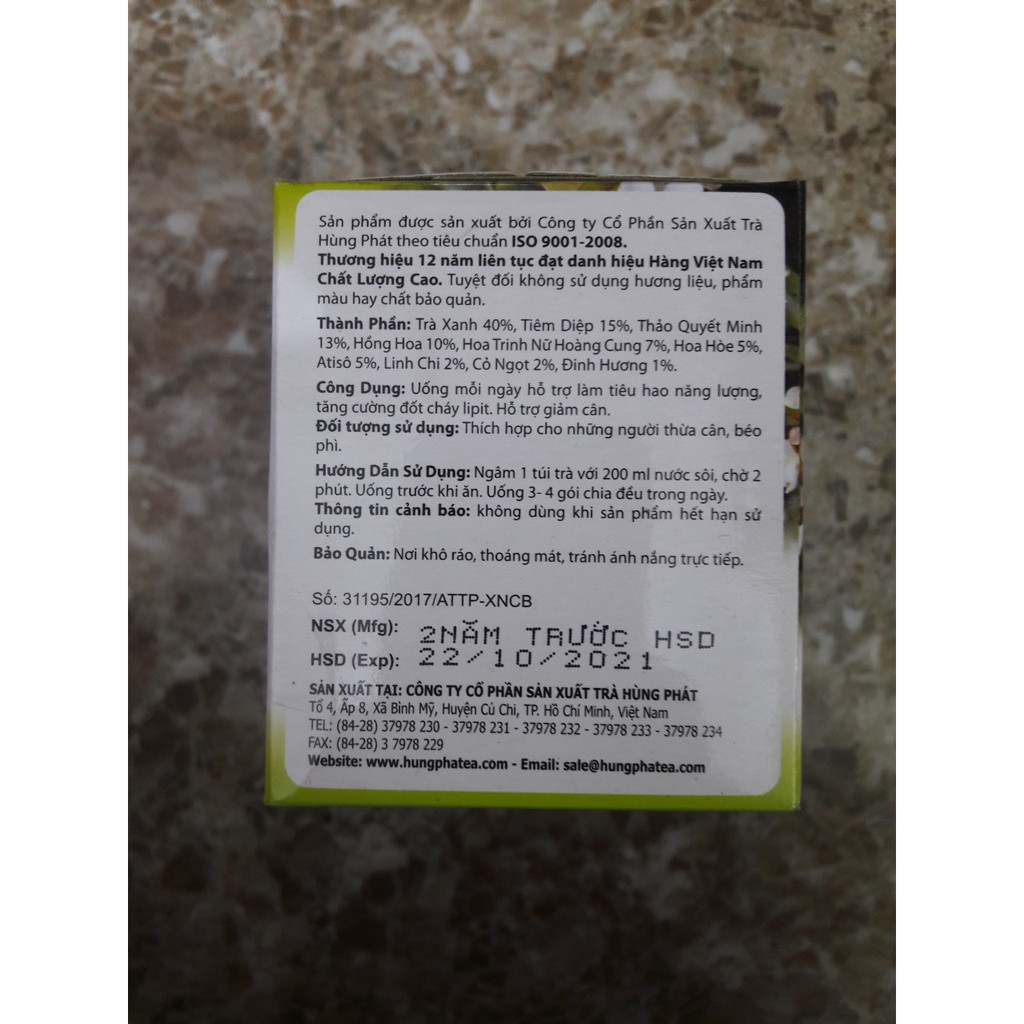 Sản phẩm được sản xuất bởi Công ty Cổ Phần Sản Xuất Trà
Hùng Phát theo tiêu chuẩn ISO 9001-2008.
Thương hiệu 12 năm liên tục đạt danh hiệu Hàng Việt Nam
Chất Lượng Cao. Tuyệt đối không sử dụng hương liệu, phẩm
màu hay chất bảo quản.
Thành Phần: Trà Xanh 40%, Tiêm Diệp 15%, Thảo Quyết Minh
13%, Hồng Hoa 10%, Hoa Trinh Nữ Hoàng Cung 7%, Hoa Hòe 5%,
Atisô 5%, Linh Chi 2%, Cỏ Ngọt 2%, Đinh Hương 1%.
Công Dụng: Uống mỗi ngày hỗ trợ làm tiêu hao năng lượng,
tăng cường đốt cháy lipit. Hỗ trợ giảm cân.
Đối tượng sử dụng: Thích hợp cho những người thừa cân, béo
phì.
Hướng Dẫn Sử Dụng: Ngâm 1 túi trà với 200 ml nước sôi, chờ 2
phút. Uống trước khi ăn. Uống 3- 4 gói chia đều trong ngày.
Thông tin cảnh báo: không dùng khi sản phẩm hết hạn sử
dụng.
Bảo Quản: Nơi khô ráo, thoáng mát, tránh ánh nắng trực tiếp.
Số: 31195/2017/ATTP-XNCB
NSX (Mfg): 2NĂM TRƯỚC HSD
HSD (Exp): 22/10/2021
SẢN XUẤT TẠI: CÔNG TY CỔ PHẦN SẢN XUẤT TRÀ HÙNG PHÁT
Tổ 4, Ấp 8, Xã Bình Mỹ, Huyện Củ Chi, TP. Hồ Chí Minh, Việt Nam
TEL: (84-28) 37978 230 - 37978 231 - 37978 232 - 37978 233 - 37978 234
FAX: (84-28) 3 7978 229
Website: www.hungphatea.com - Email: sale@hungphatea.com